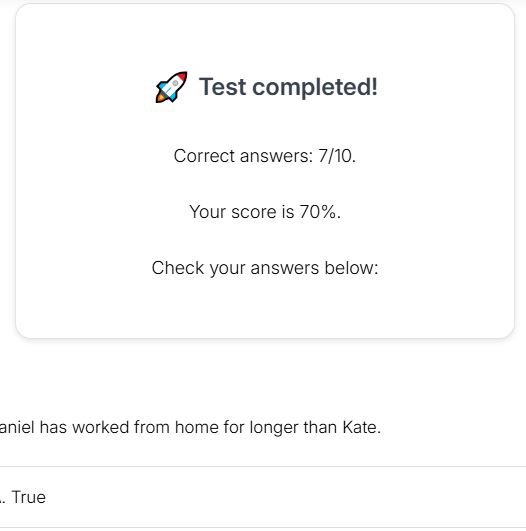 🚀 Test completed!
Correct answers: 7/10.
Your score is 70%.
Check your answers below:
aniel has worked from home for longer than Kate.
. True